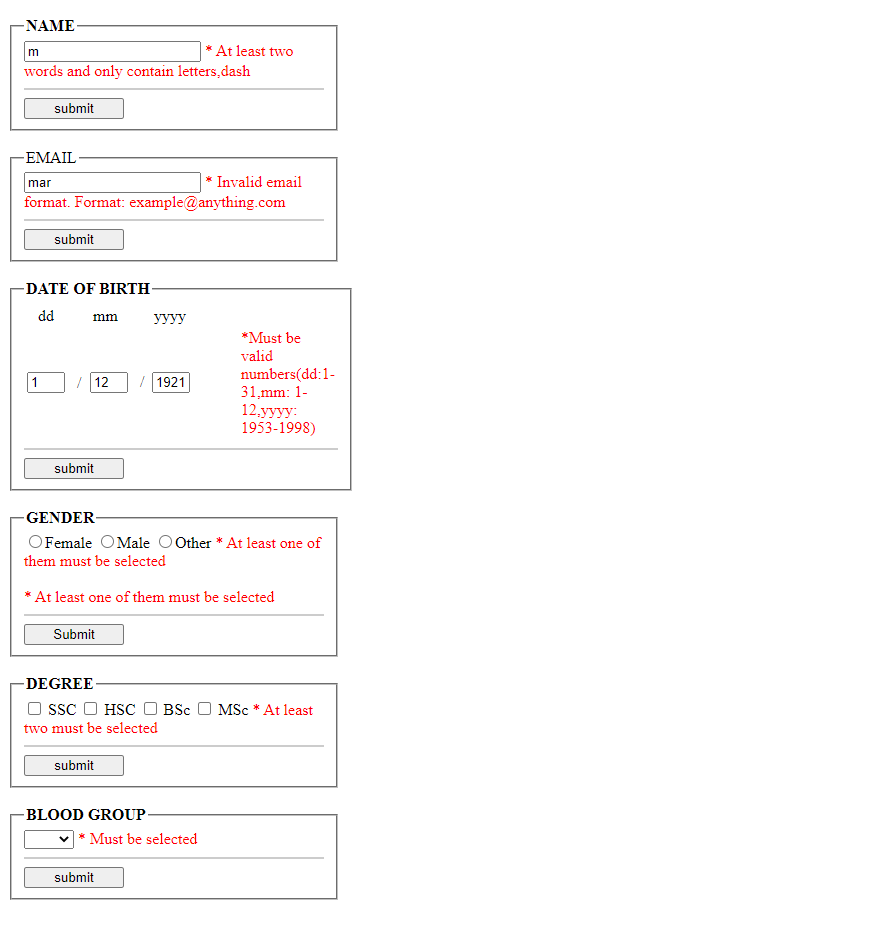 NAME
m * At least two
words and only contain letters,dash
submit
EMAIL
mar * Invalid email
format. Format: example@anything.com
submit
DATE OF BIRTH
dd mm yyyy
1 / 12 / 1921
*Must be
valid
numbers(dd:1-
31,mm: 1-
12,yyyy:
1953-1998)
submit
GENDER
Female Male Other * At least one of
them must be selected
* At least one of them must be selected
Submit
DEGREE
SSC HSC BSc MSc * At least
two must be selected
submit
BLOOD GROUP
* Must be selected
submit